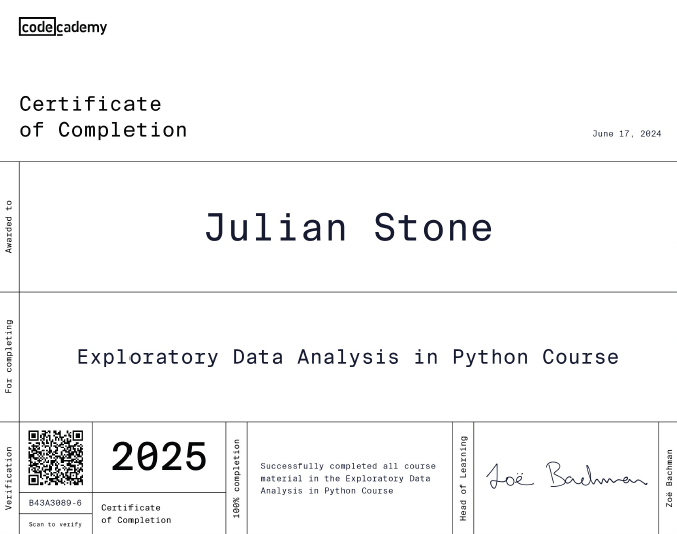 codecademy
Certificate
of Completion
June 17, 2024
Awarded to
Julian Stone
For completing
Exploratory Data Analysis in Python Course
Verification
B43A3089-6
Scan to verify
2025
Certificate
of Completion
100% completion
Successfully completed all course
material in the Exploratory Data
Analysis in Python Course
Head of Learning
Zoë Bachman
Zoë Bachman